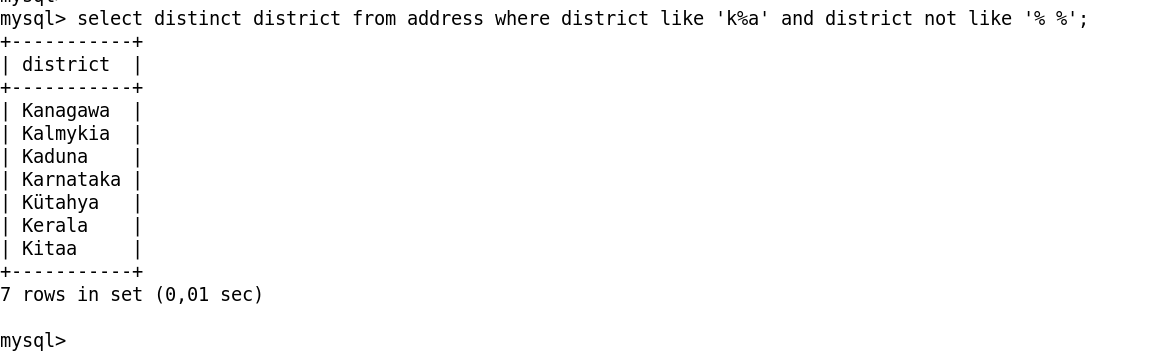 mysql>
mysql> select distinct district from address where district like 'k%a' and district not like '% %';
+-----------+
| district  |
+-----------+
| Kanagawa  |
| Kalmykia  |
| Kaduna    |
| Karnataka |
| Kütahya   |
| Kerala    |
| Kitaa     |
+-----------+
7 rows in set (0,01 sec)
mysql>